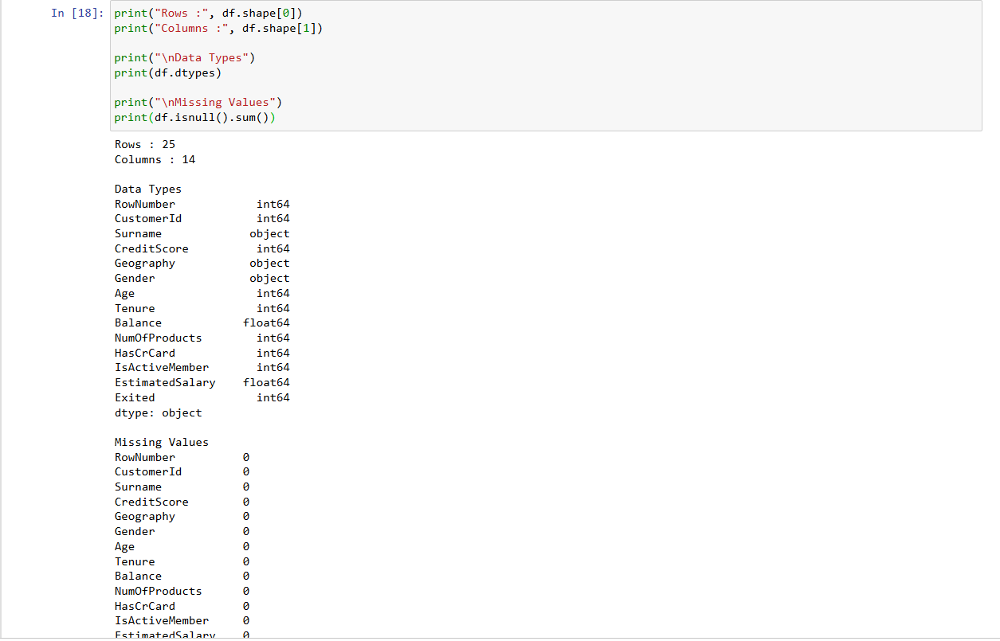 In [18]: print("Rows :", df.shape[0])
print("Columns :", df.shape[1])
print("\nData Types")
print(df.dtypes)
print("\nMissing Values")
print(df.isnull().sum())
Rows : 25
Columns : 14
Data Types
RowNumber int64
CustomerId int64
Surname object
CreditScore int64
Geography object
Gender object
Age int64
Tenure int64
Balance float64
NumOfProducts int64
HasCrCard int64
IsActiveMember int64
EstimatedSalary float64
Exited int64
dtype: object
Missing Values
RowNumber 0
CustomerId 0
Surname 0
CreditScore 0
Geography 0
Gender 0
Age 0
Tenure 0
Balance 0
NumOfProducts 0
HasCrCard 0
IsActiveMember 0
EstimatedSalary 0